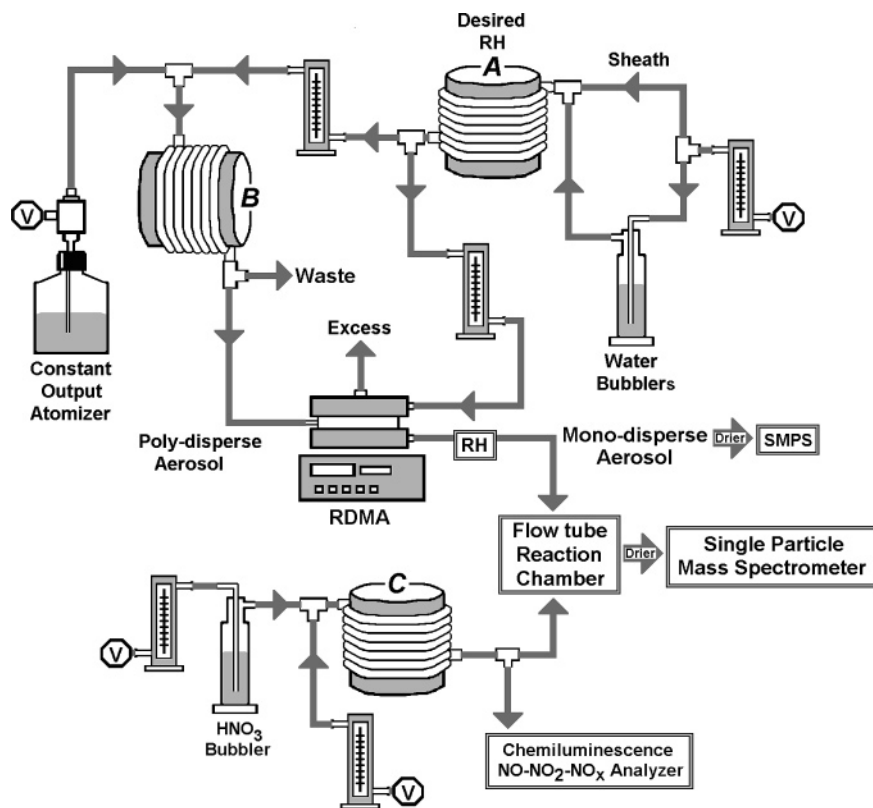 Desired
RH
A
Sheath
B
V
V
Waste
Constant
Output
Atomizer
Excess
Water
Bubblers
Poly-disperse
Aerosol
RH
Mono-disperse
Aerosol
Drier
SMPS
RDMA
Flow tube
Reaction
Chamber
Drier
Single Particle
Mass Spectrometer
C
V
HNO₃
Bubbler
V
Chemiluminescence
NO-NO₂-NOₓ Analyzer